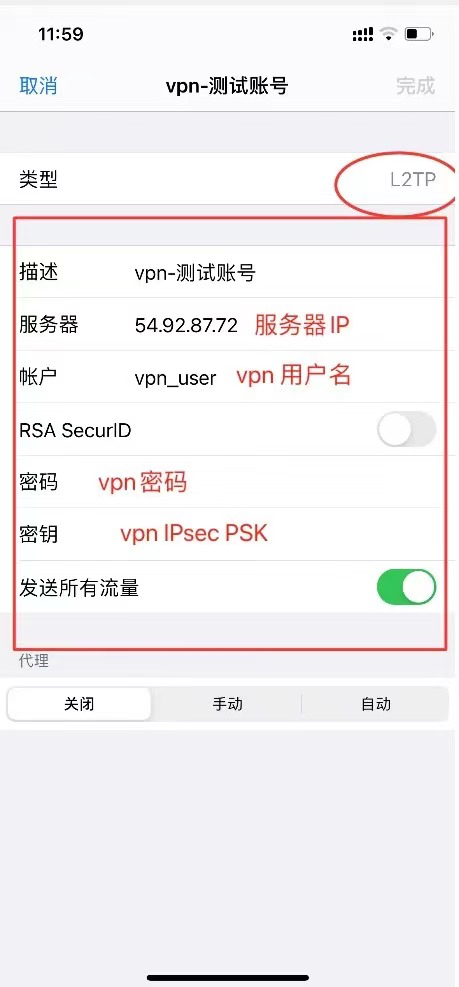 11:59
取消 vpn-测试账号 完成
类型 L2TP
描述 vpn-测试账号
服务器 54.92.87.72 服务器IP
帐户 vpn_user vpn 用户名
RSA SecurID
密码 vpn密码
密钥 vpn IPsec PSK
发送所有流量
代理
关闭 手动 自动